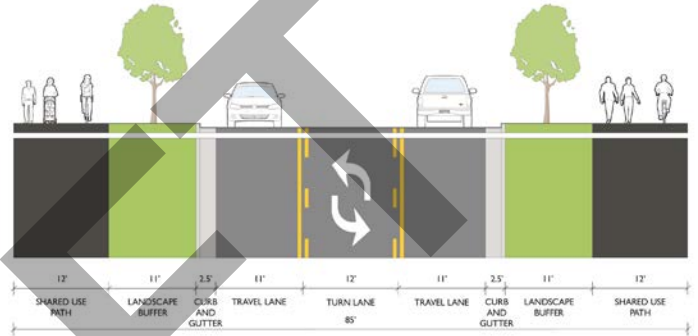 12' 11' 2.5' 11' 12' 11' 2.5' 11' 12'
SHARED USE PATH
LANDSCAPE BUFFER
CURB AND GUTTER
TRAVEL LANE
TURN LANE
TRAVEL LANE
CURB AND GUTTER
LANDSCAPE BUFFER
SHARED USE PATH
85'